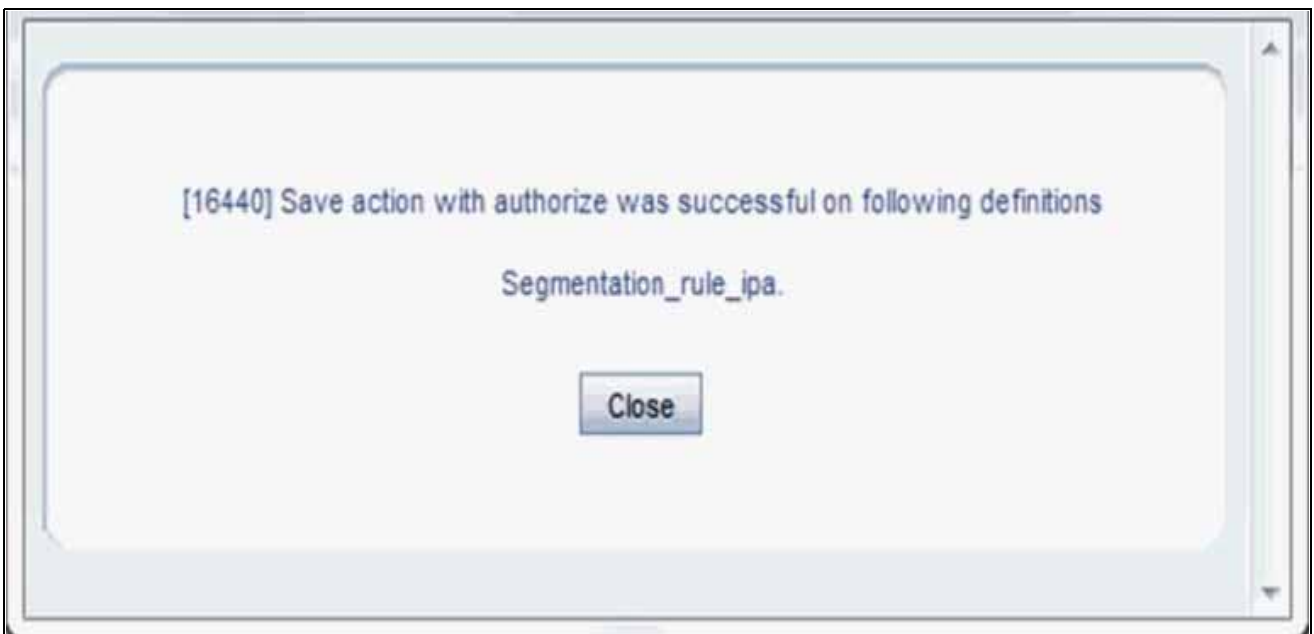 [16440] Save action with authorize was successful on following definitions
Segmentation_rule_ipa.
Close